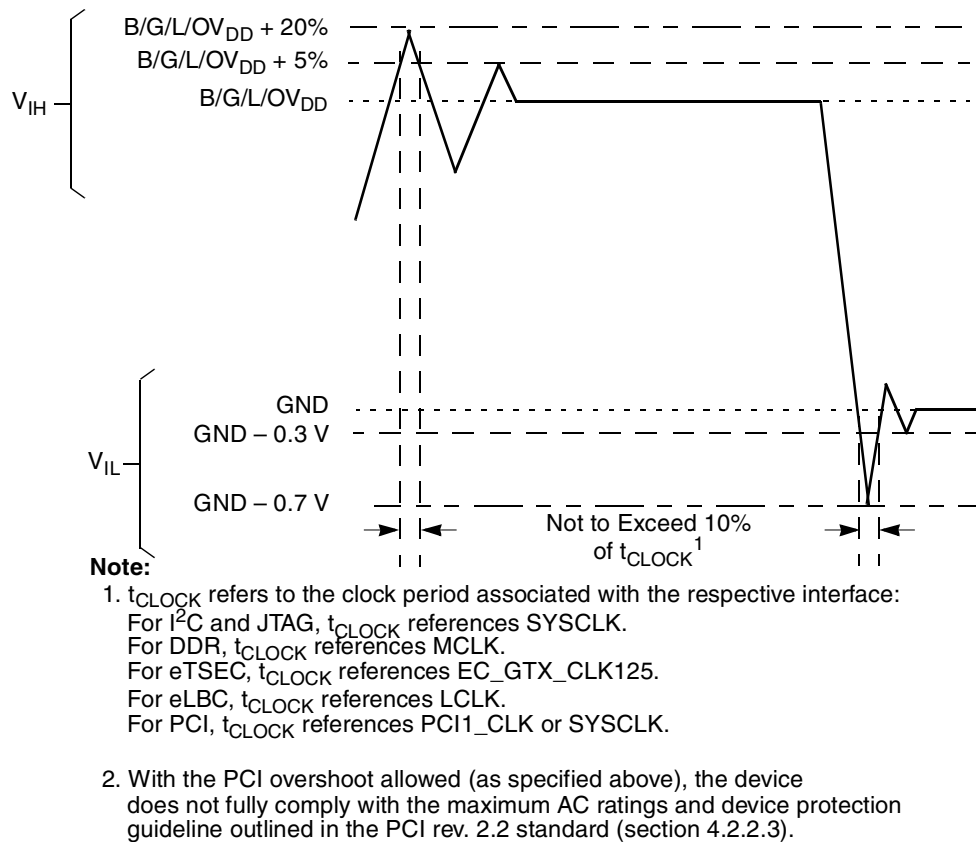 B/G/L/OVDD + 20%
B/G/L/OVDD + 5%
B/G/L/OVDD
VIH
GND
GND – 0.3 V
VIL
GND – 0.7 V
Not to Exceed 10%
of tCLOCK1
Note:
1. tCLOCK refers to the clock period associated with the respective interface:
For I2C and JTAG, tCLOCK references SYSCLK.
For DDR, tCLOCK references MCLK.
For eTSEC, tCLOCK references EC_GTX_CLK125.
For eLBC, tCLOCK references LCLK.
For PCI, tCLOCK references PCI1_CLK or SYSCLK.
2. With the PCI overshoot allowed (as specified above), the device
does not fully comply with the maximum AC ratings and device protection
guideline outlined in the PCI rev. 2.2 standard (section 4.2.2.3).